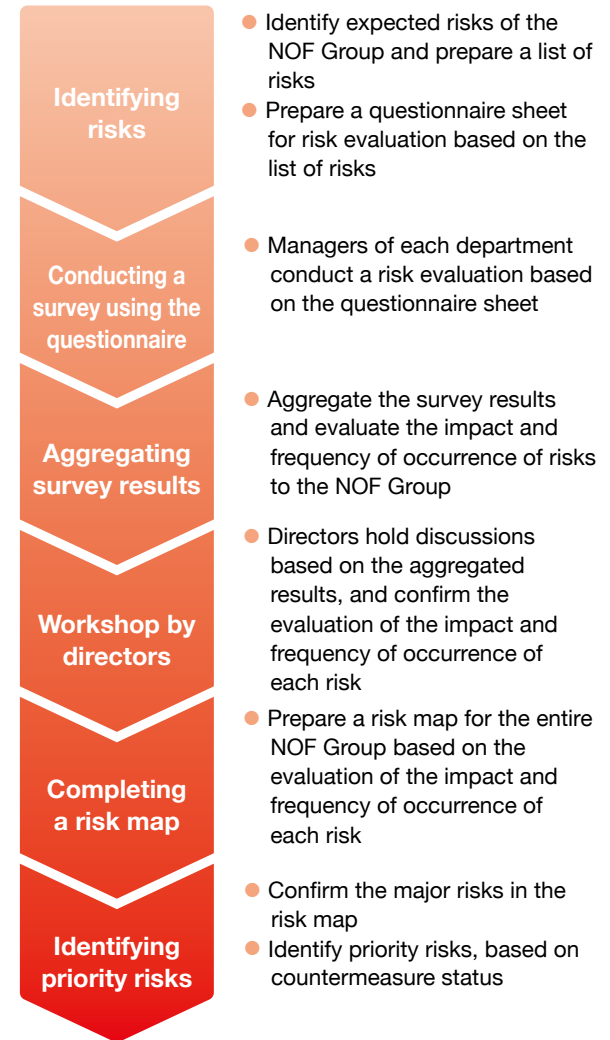 Identifying
risks
● Identify expected risks of the
NOF Group and prepare a list of
risks
● Prepare a questionnaire sheet
for risk evaluation based on the
list of risks
Conducting a
survey using the
questionnaire
● Managers of each department
conduct a risk evaluation based
on the questionnaire sheet
Aggregating
survey results
● Aggregate the survey results
and evaluate the impact and
frequency of occurrence of risks
to the NOF Group
Workshop by
directors
● Directors hold discussions
based on the aggregated
results, and confirm the
evaluation of the impact and
frequency of occurrence of
each risk
Completing
a risk map
● Prepare a risk map for the entire
NOF Group based on the
evaluation of the impact and
frequency of occurrence of
each risk
Identifying
priority risks
● Confirm the major risks in the
risk map
● Identify priority risks, based on
countermeasure status